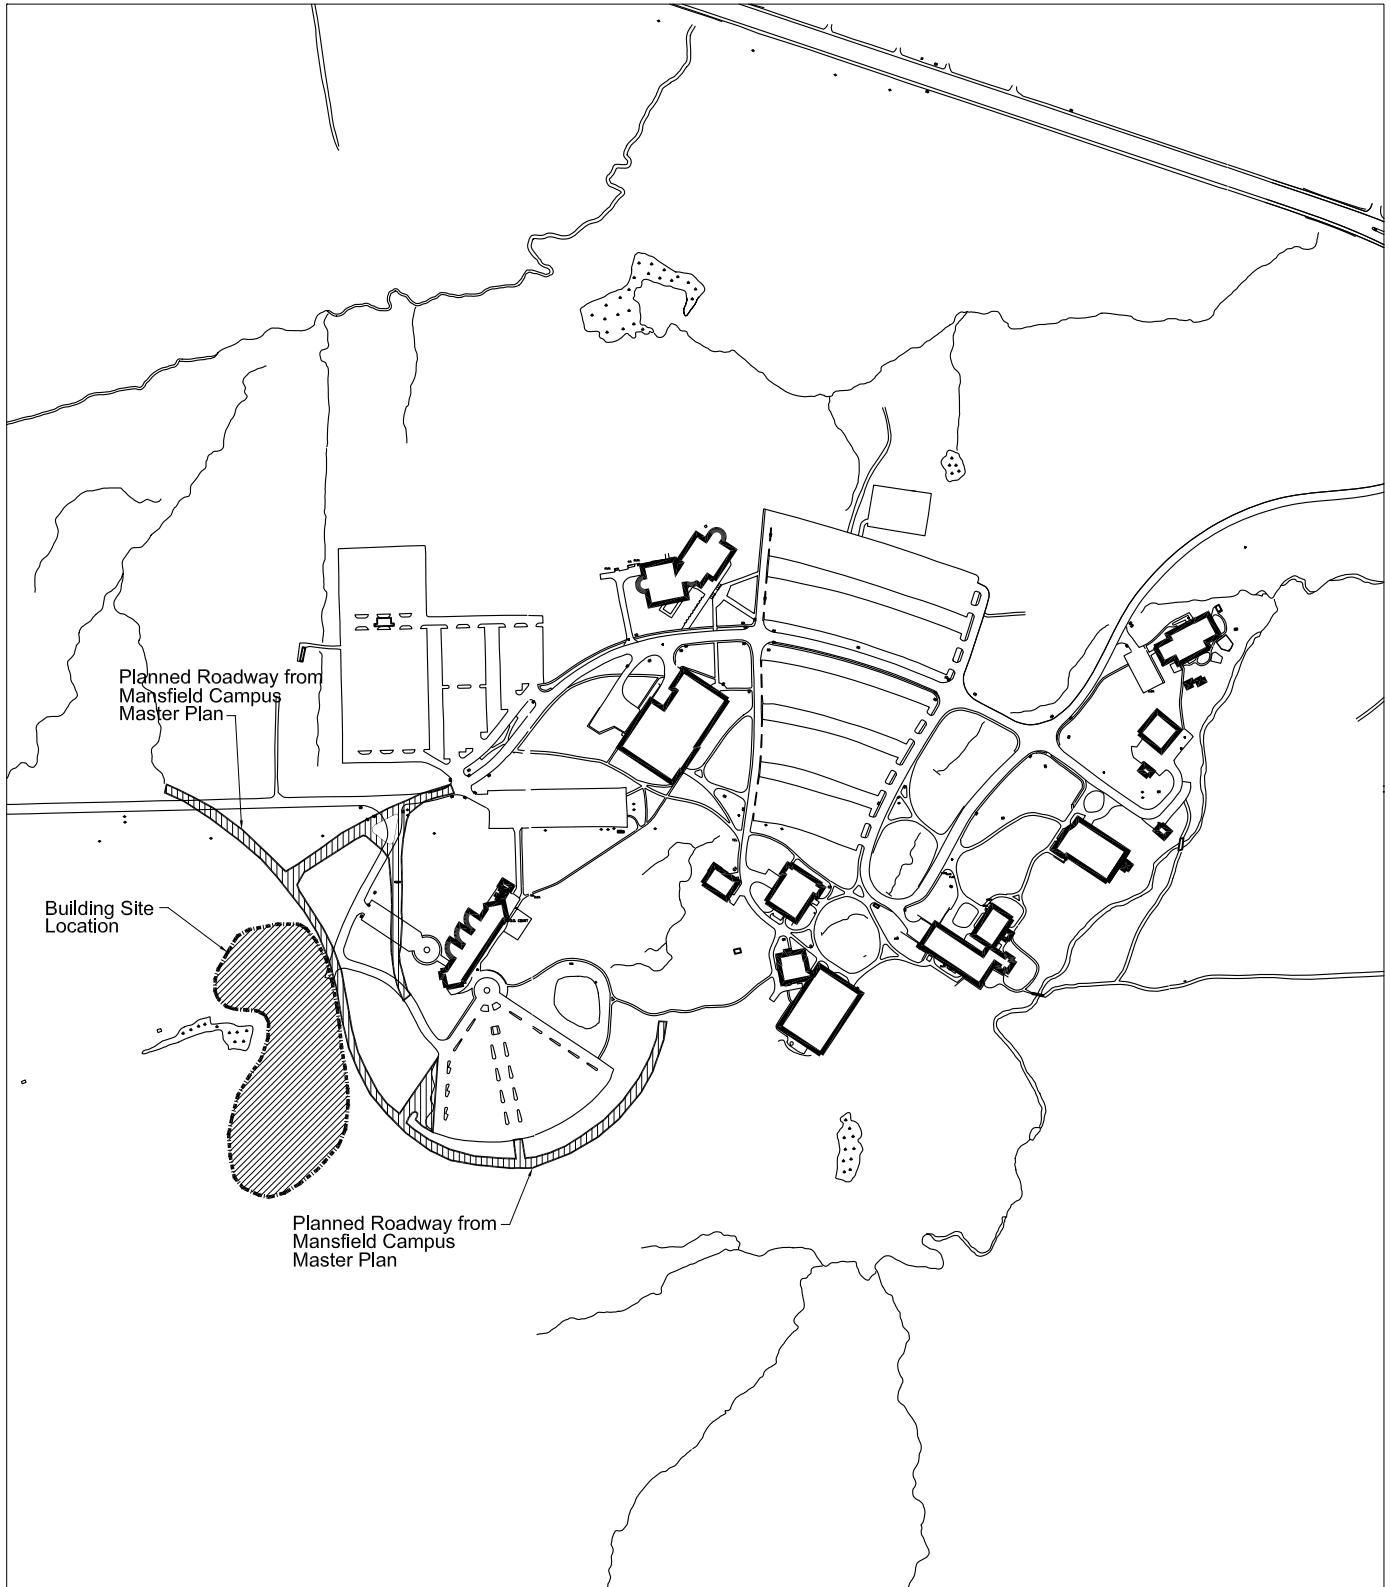 Planned Roadway from
Mansfield Campus
Master Plan
Building Site
Location
Planned Roadway from
Mansfield Campus
Master Plan